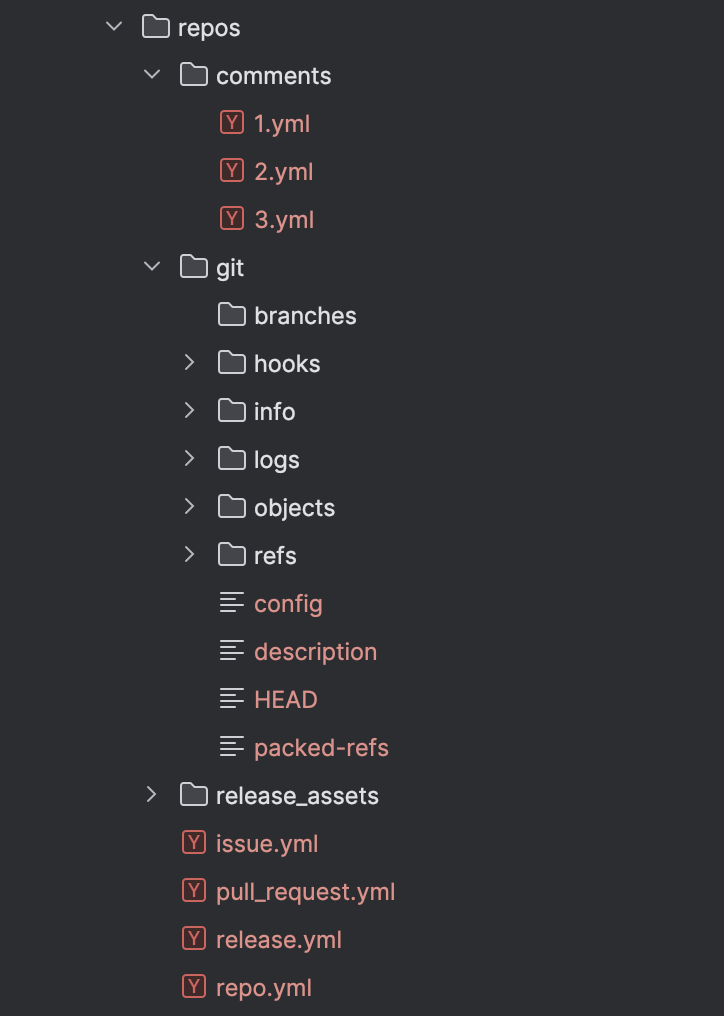 repos
comments
Y 1.yml
Y 2.yml
Y 3.yml
git
branches
hooks
info
logs
objects
refs
config
description
HEAD
packed-refs
release_assets
Y issue.yml
Y pull_request.yml
Y release.yml
Y repo.yml